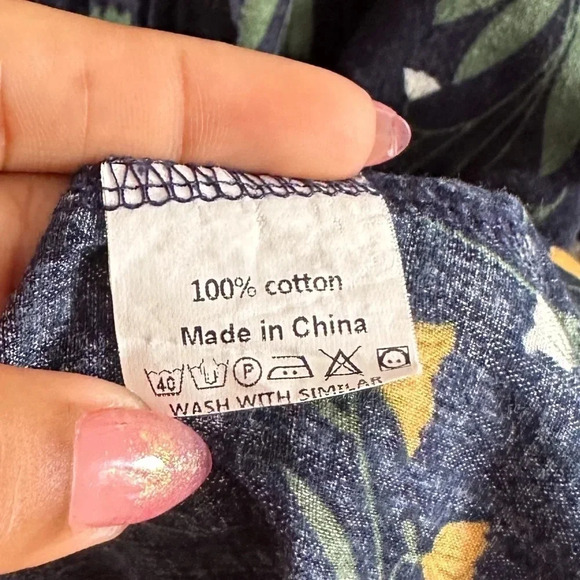 100% cotton
Made in China
40 P
WASH WITH SIMILAR